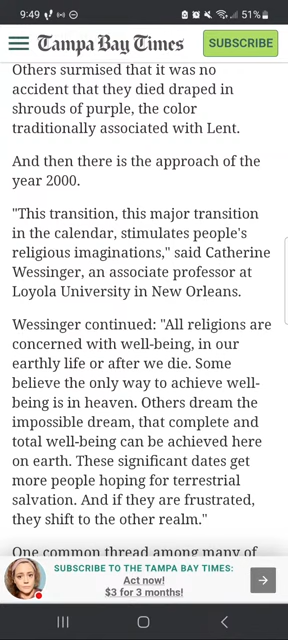 9:49
51%
Tampa Bay Times
SUBSCRIBE
Others surmised that it was no
accident that they died draped in
shrouds of purple, the color
traditionally associated with Lent.
And then there is the approach of the
year 2000.
"This transition, this major transition
in the calendar, stimulates people's
religious imaginations," said Catherine
Wessinger, an associate professor at
Loyola University in New Orleans.
Wessinger continued: "All religions are
concerned with well-being, in our
earthly life or after we die. Some
believe the only way to achieve well-
being is in heaven. Others dream the
impossible dream, that complete and
total well-being can be achieved here
on earth. These significant dates get
more people hoping for terrestrial
salvation. And if they are frustrated,
they shift to the other realm."
One common thread among many of
SUBSCRIBE TO THE TAMPA BAY TIMES:
Act now!
$3 for 3 months!